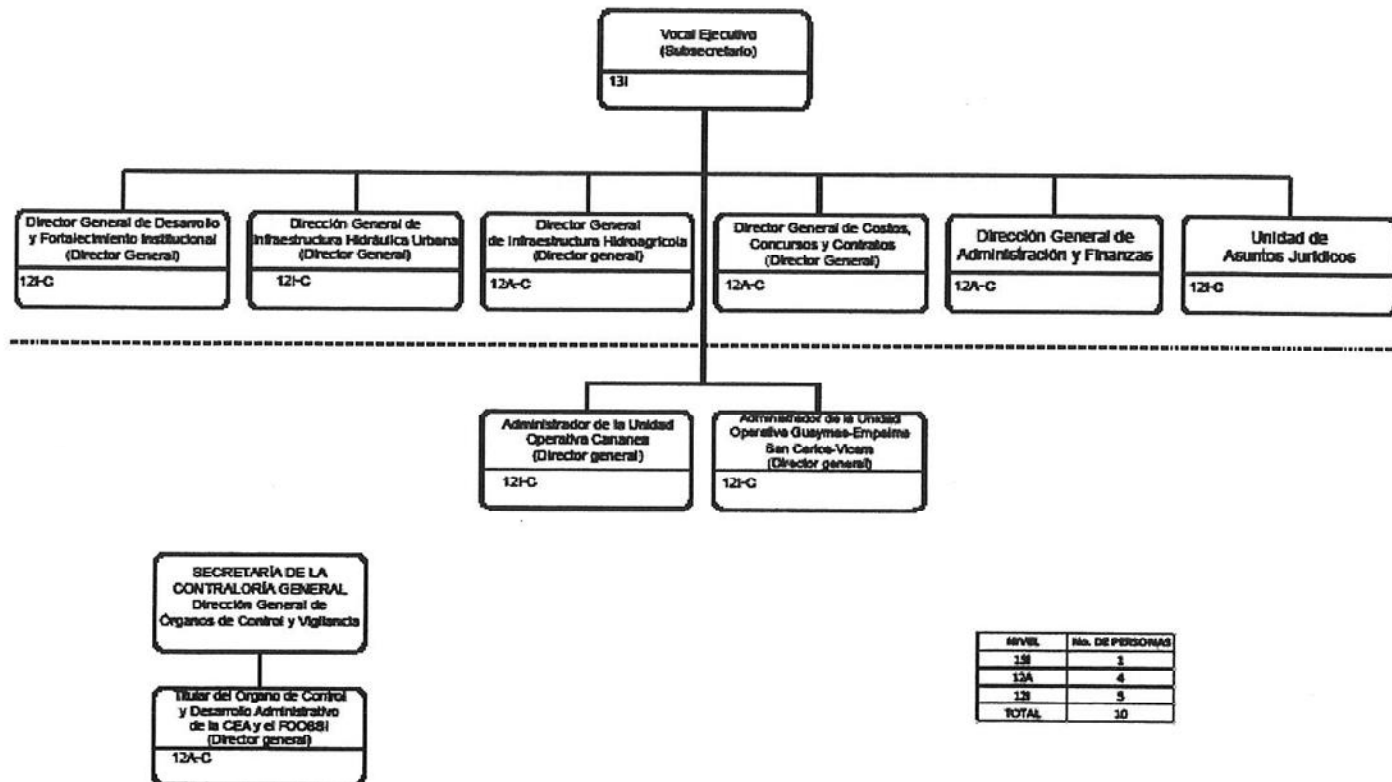 Vocal Ejecutivo
(Subsecretario)
13I
Director General de Desarrollo
y Fortalecimiento Institucional
(Director General)
12I-C
Dirección General de
Infraestructura Hidráulica Urbana
(Director General)
12I-C
Director General
de Infraestructura Hidroagrícola
(Director general)
12A-C
Director General de Costos,
Concursos y Contratos
(Director General)
12A-C
Dirección General de
Administración y Finanzas
12A-C
Unidad de
Asuntos Jurídicos
12I-C
Administrador de la Unidad
Operativa Cananea
(Director general)
12I-C
Administrador de la Unidad
Operativa Guaymas-Empalme
San Carlos-Vicam
(Director general)
12I-C
SECRETARÍA DE LA
CONTRALORÍA GENERAL
Dirección General de
Órganos de Control y Vigilancia
Titular del Organo de Control
y Desarrollo Administrativo
de la CEA y el FOOSSI
(Director general)
12A-C
NIVEL No. DE PERSONAS
13I 1
12A 4
12I 5
TOTAL 10